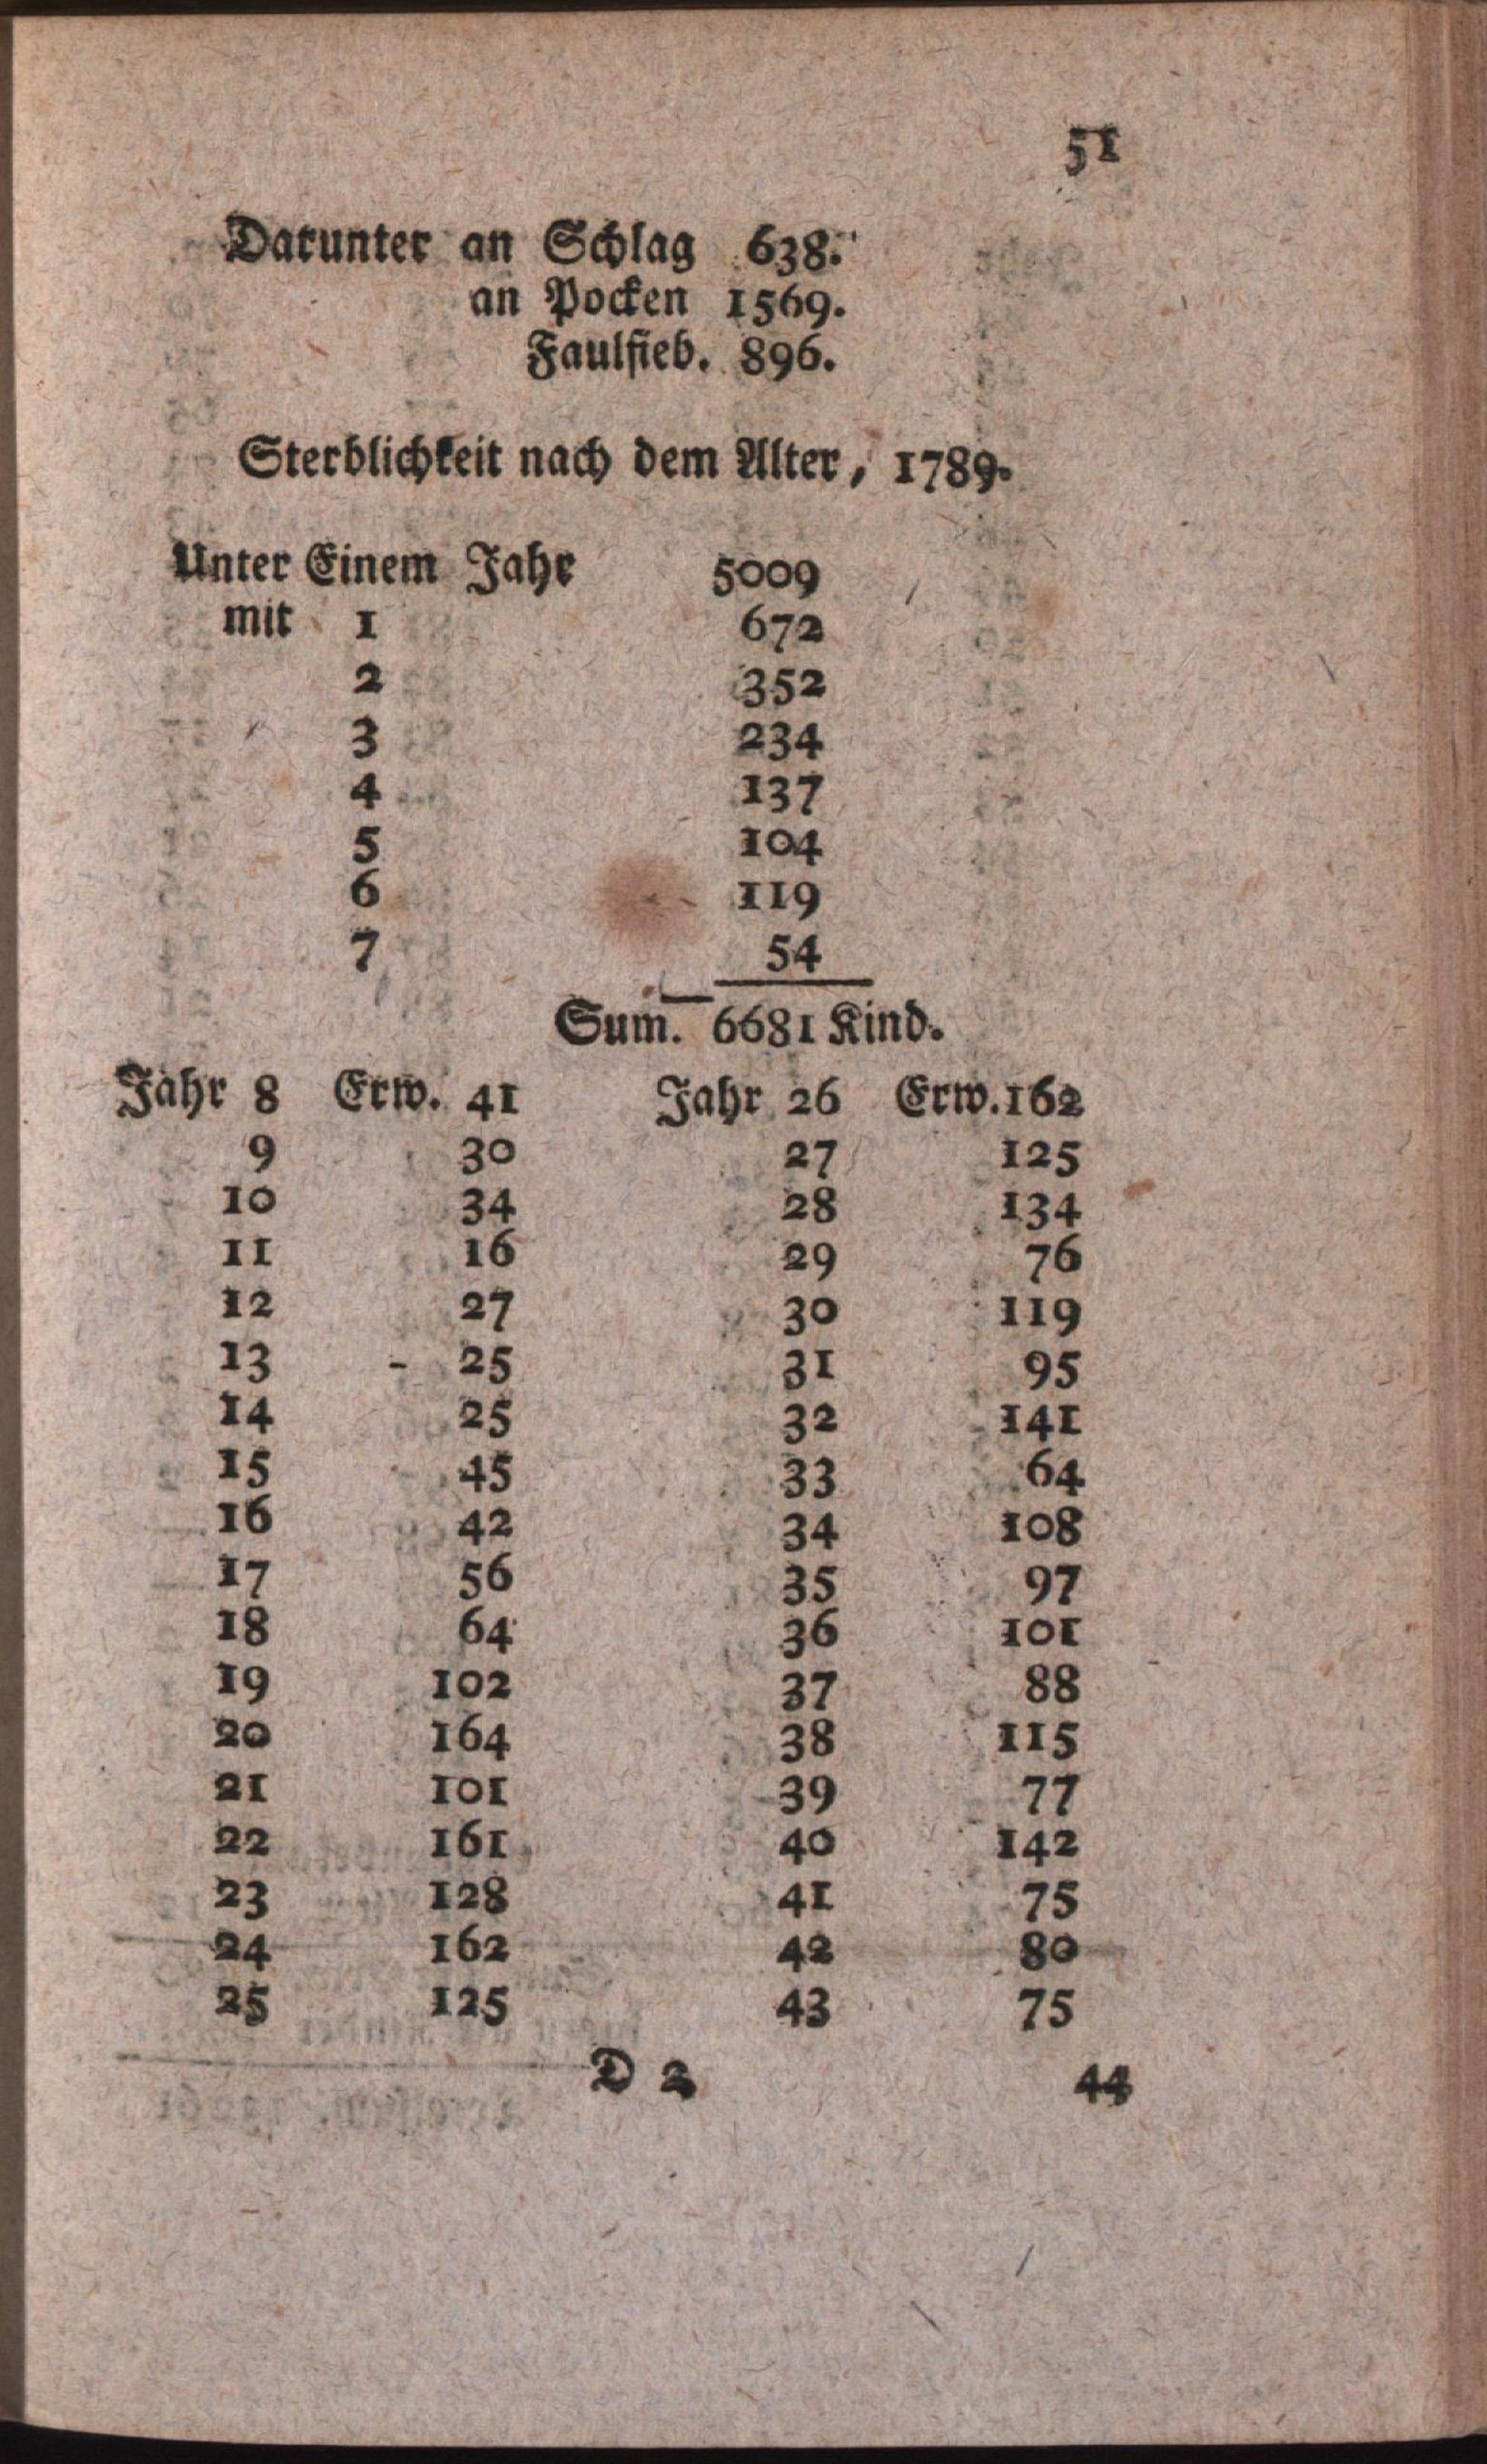 51
Darunter an Schlag 638.
an Pocken 1569.
Faulfieb. 896.
Sterblichkeit nach dem Alter, 1789.
Unter Einem Jahr 5009
mit 1 672
2 352
3 234
4 137
5 104
6 119
7 54
Sum. 6681 Kind.
Jahr 8 Erw. 41 Jahr 26 Erw. 162
9 30 27 125
10 34 28 134
11 16 29 76
12 27 30 119
13 - 25 31 95
14 25 32 141
15 45 33 64
16 42 34 108
17 56 35 97
18 64 36 101
19 102 37 88
20 164 38 115
21 101 39 77
22 161 40 142
23 128 41 75
24 162 42 80
25 125 43 75
D 2 44